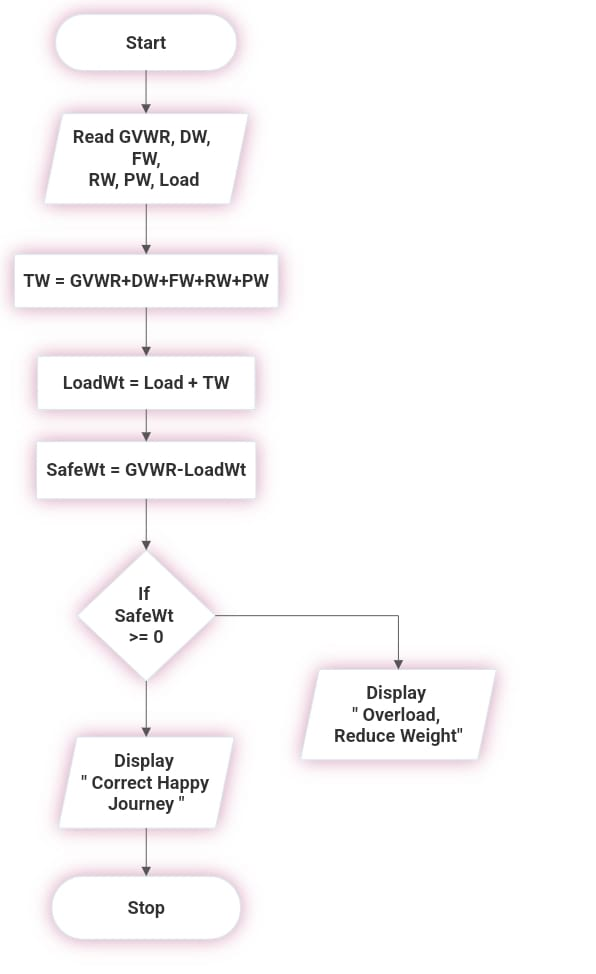 Start
Read GVWR, DW,
FW,
RW, PW, Load
TW = GVWR+DW+FW+RW+PW
LoadWt = Load + TW
SafeWt = GVWR-LoadWt
If
SafeWt
>= 0
Display
" Overload,
Reduce Weight"
Display
" Correct Happy
Journey "
Stop